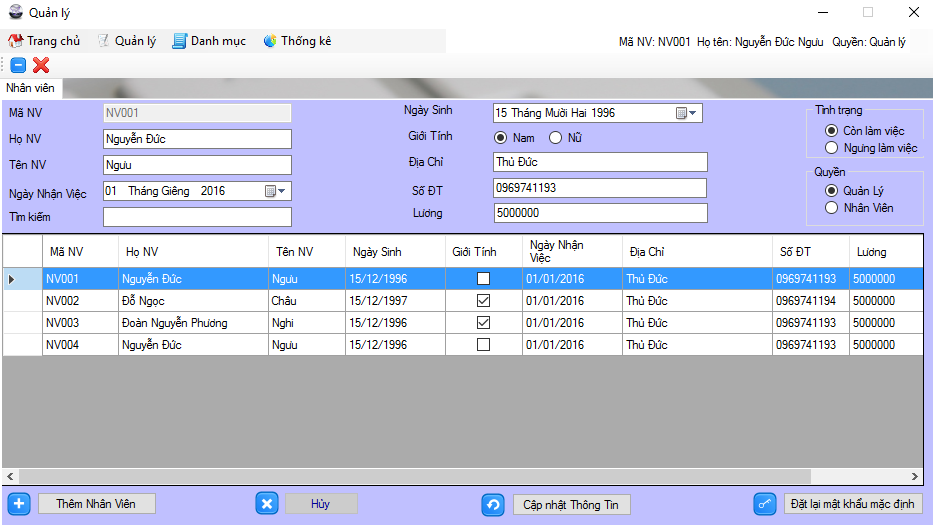 Quản lý
Trang chủ Quản lý Danh mục Thống kê Mã NV: NV001 Họ tên: Nguyễn Đức Ngưu Quyền: Quản lý
Nhân viên
Mã NV NV001
Họ NV Nguyễn Đức
Tên NV Ngưu
Ngày Nhận Việc 01 Tháng Giêng 2016
Tìm kiếm
Ngày Sinh 15 Tháng Mười Hai 1996
Giới Tính Nam Nữ
Địa Chỉ Thủ Đức
Số ĐT 0969741193
Lương 5000000
Tình trạng
Còn làm việc
Ngưng làm việc
Quyền
Quản Lý
Nhân Viên
Mã NV Họ NV Tên NV Ngày Sinh Giới Tính Ngày Nhận Việc Địa Chỉ Số ĐT Lương
NV001 Nguyễn Đức Ngưu 15/12/1996 01/01/2016 Thủ Đức 0969741193 5000000
NV002 Đỗ Ngọc Châu 15/12/1997 01/01/2016 Thủ Đức 0969741194 5000000
NV003 Đoàn Nguyễn Phương Nghi 15/12/1996 01/01/2016 Thủ Đức 0969741193 5000000
NV004 Nguyễn Đức Ngưu 15/12/1996 01/01/2016 Thủ Đức 0969741193 5000000
Thêm Nhân Viên Hủy Cập nhật Thông Tin Đặt lại mật khẩu mặc định